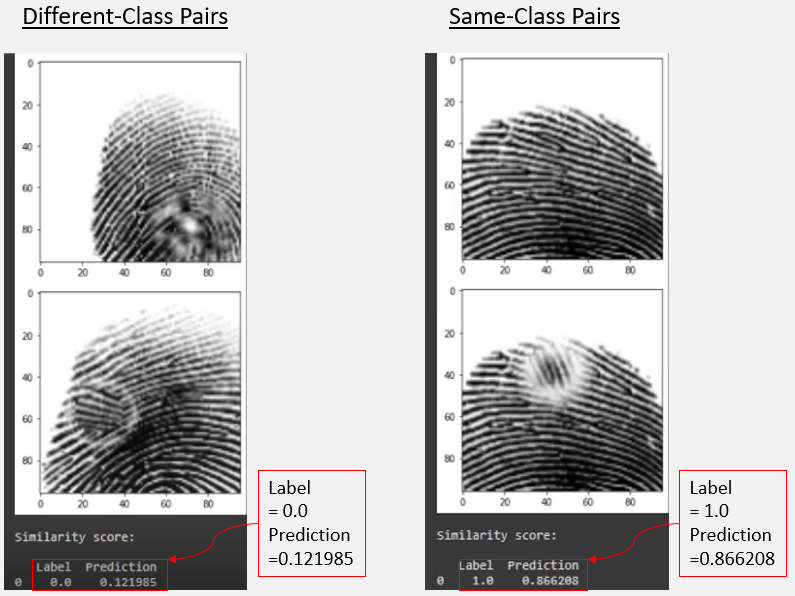 Different-Class Pairs
0
20
40
60
80
0 20 40 60 80
0
20
40
60
80
0 20 40 60 80
Similarity score:
Label Prediction
0 0.0 0.121985
Label
= 0.0
Prediction
=0.121985
Same-Class Pairs
0
20
40
60
80
0 20 40 60 80
0
20
40
60
80
0 20 40 60 80
Similarity score:
Label Prediction
0 1.0 0.866208
Label
= 1.0
Prediction
=0.866208